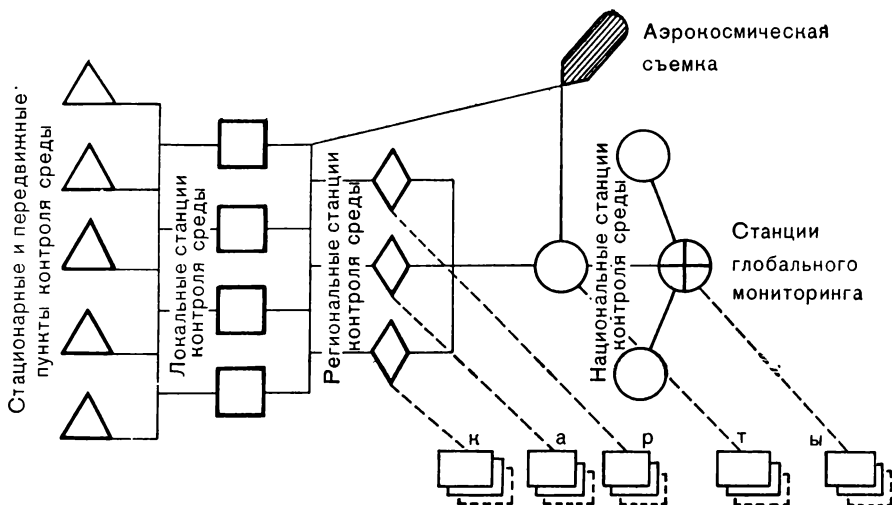 Аэрокосмическая
съемка
Стационарные и передвижные
пункты контроля среды
Локальные станции
контроля среды
Региональные станции
контроля среды
Национальные станции
контроля среды
Станции
глобального
мониторинга
к а р т ы